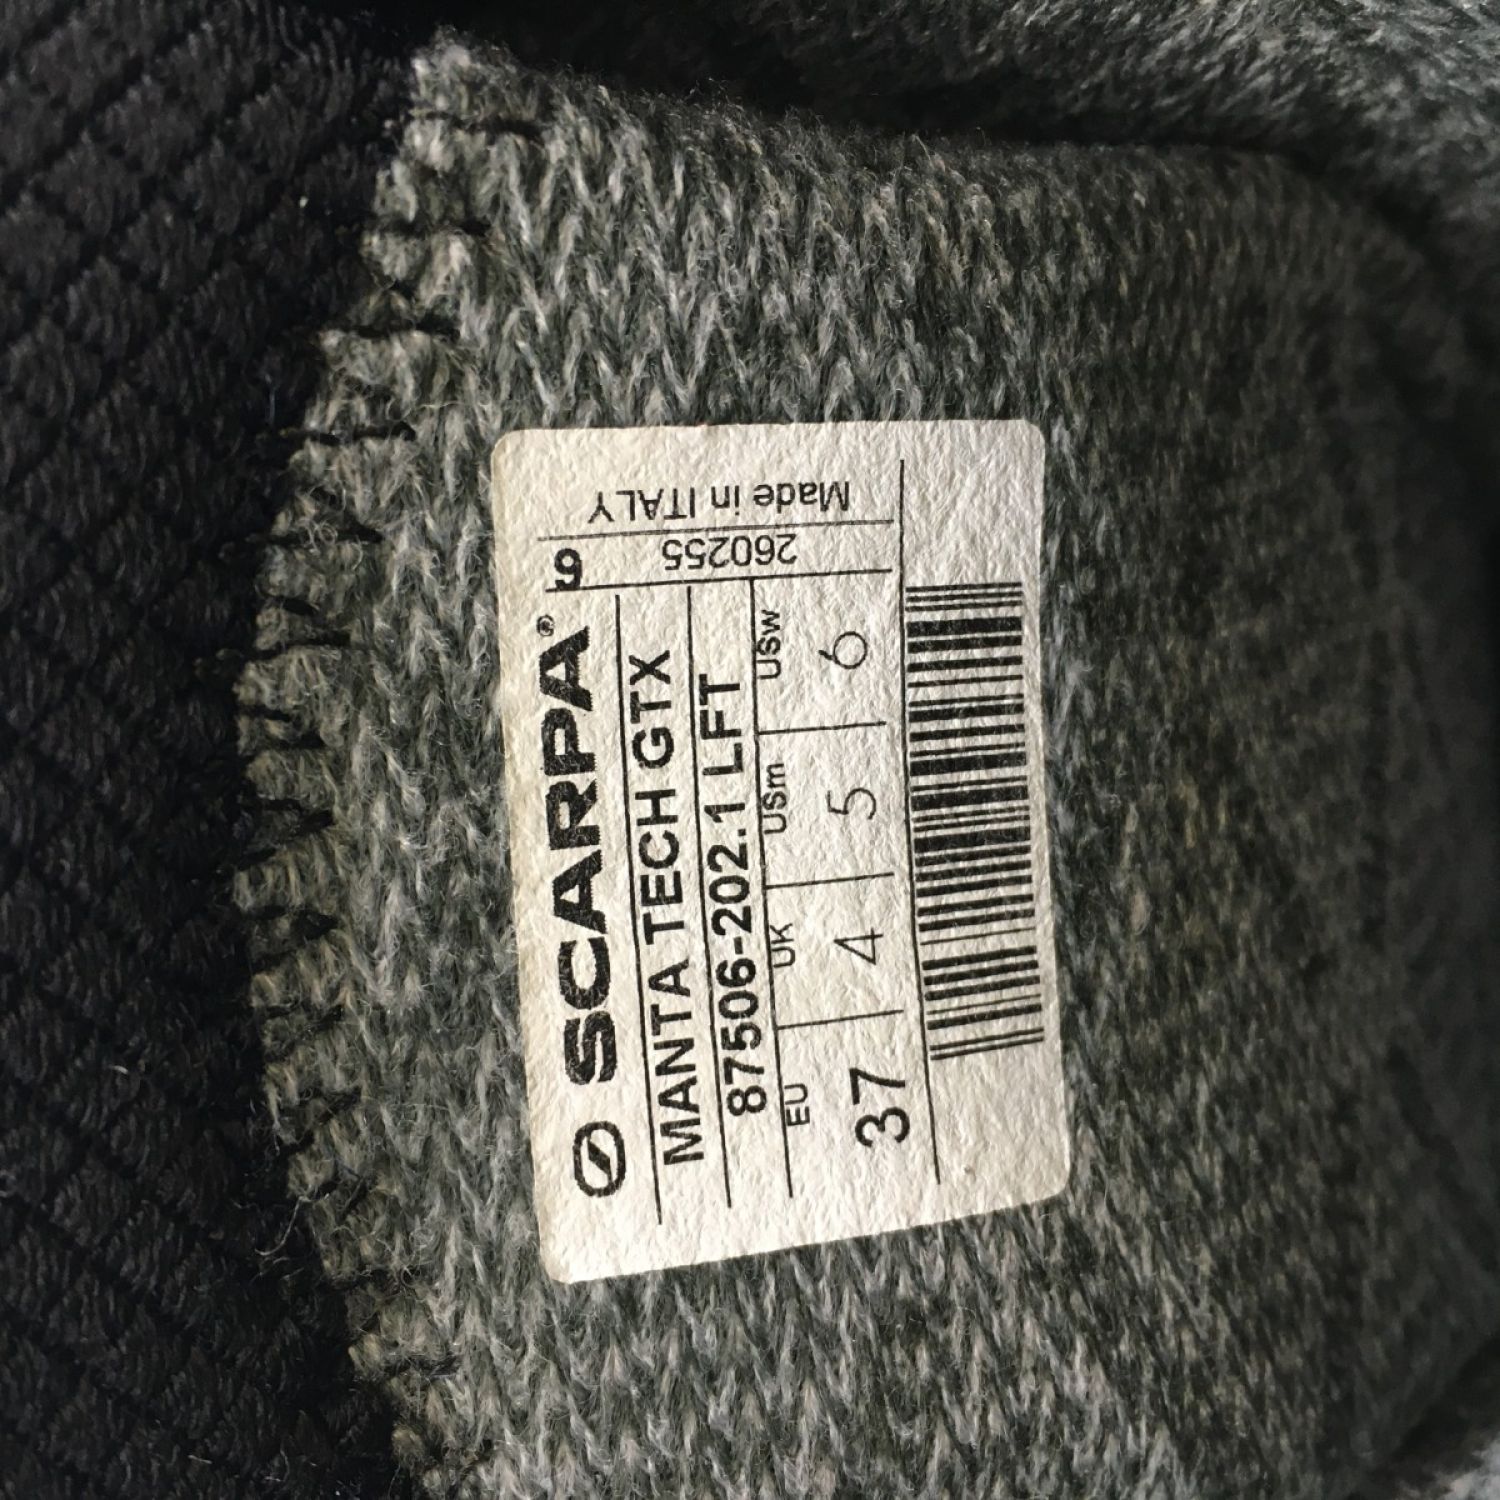 SCARPA®
MANTA TECH GTX
87506-202.1 LFT
EU UK USm USw
37 4 5 6
260255
Made in ITALY